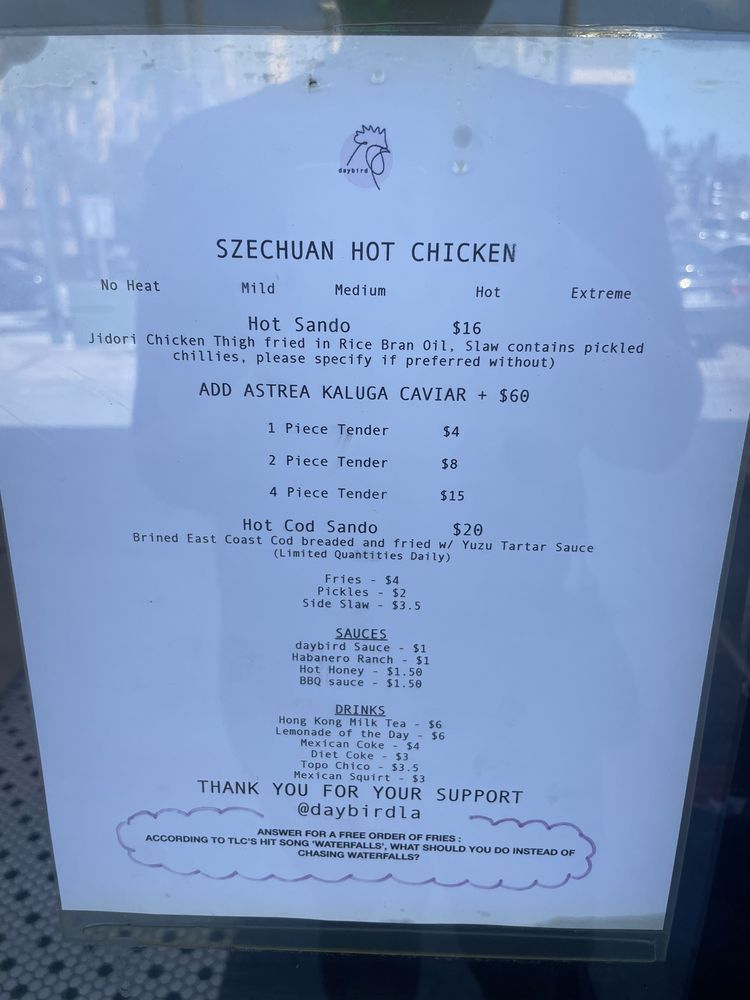 daybird
SZECHUAN HOT CHICKEN
No Heat Mild Medium Hot Extreme
Hot Sando $16
Jidori Chicken Thigh fried in Rice Bran Oil, Slaw contains pickled
chillies, please specify if preferred without)
ADD ASTREA KALUGA CAVIAR + $60
1 Piece Tender $4
2 Piece Tender $8
4 Piece Tender $15
Hot Cod Sando $20
Brined East Coast Cod breaded and fried w/ Yuzu Tartar Sauce
(Limited Quantities Daily)
Fries - $4
Pickles - $2
Side Slaw - $3.5
SAUCES
daybird Sauce - $1
Habanero Ranch - $1
Hot Honey - $1.50
BBQ sauce - $1.50
DRINKS
Hong Kong Milk Tea - $6
Lemonade of the Day - $6
Mexican Coke - $4
Diet Coke - $3
Topo Chico - $3.5
Mexican Squirt - $3
THANK YOU FOR YOUR SUPPORT
@daybirdla
ANSWER FOR A FREE ORDER OF FRIES :
ACCORDING TO TLC'S HIT SONG 'WATERFALLS', WHAT SHOULD YOU DO INSTEAD OF
CHASING WATERFALLS?